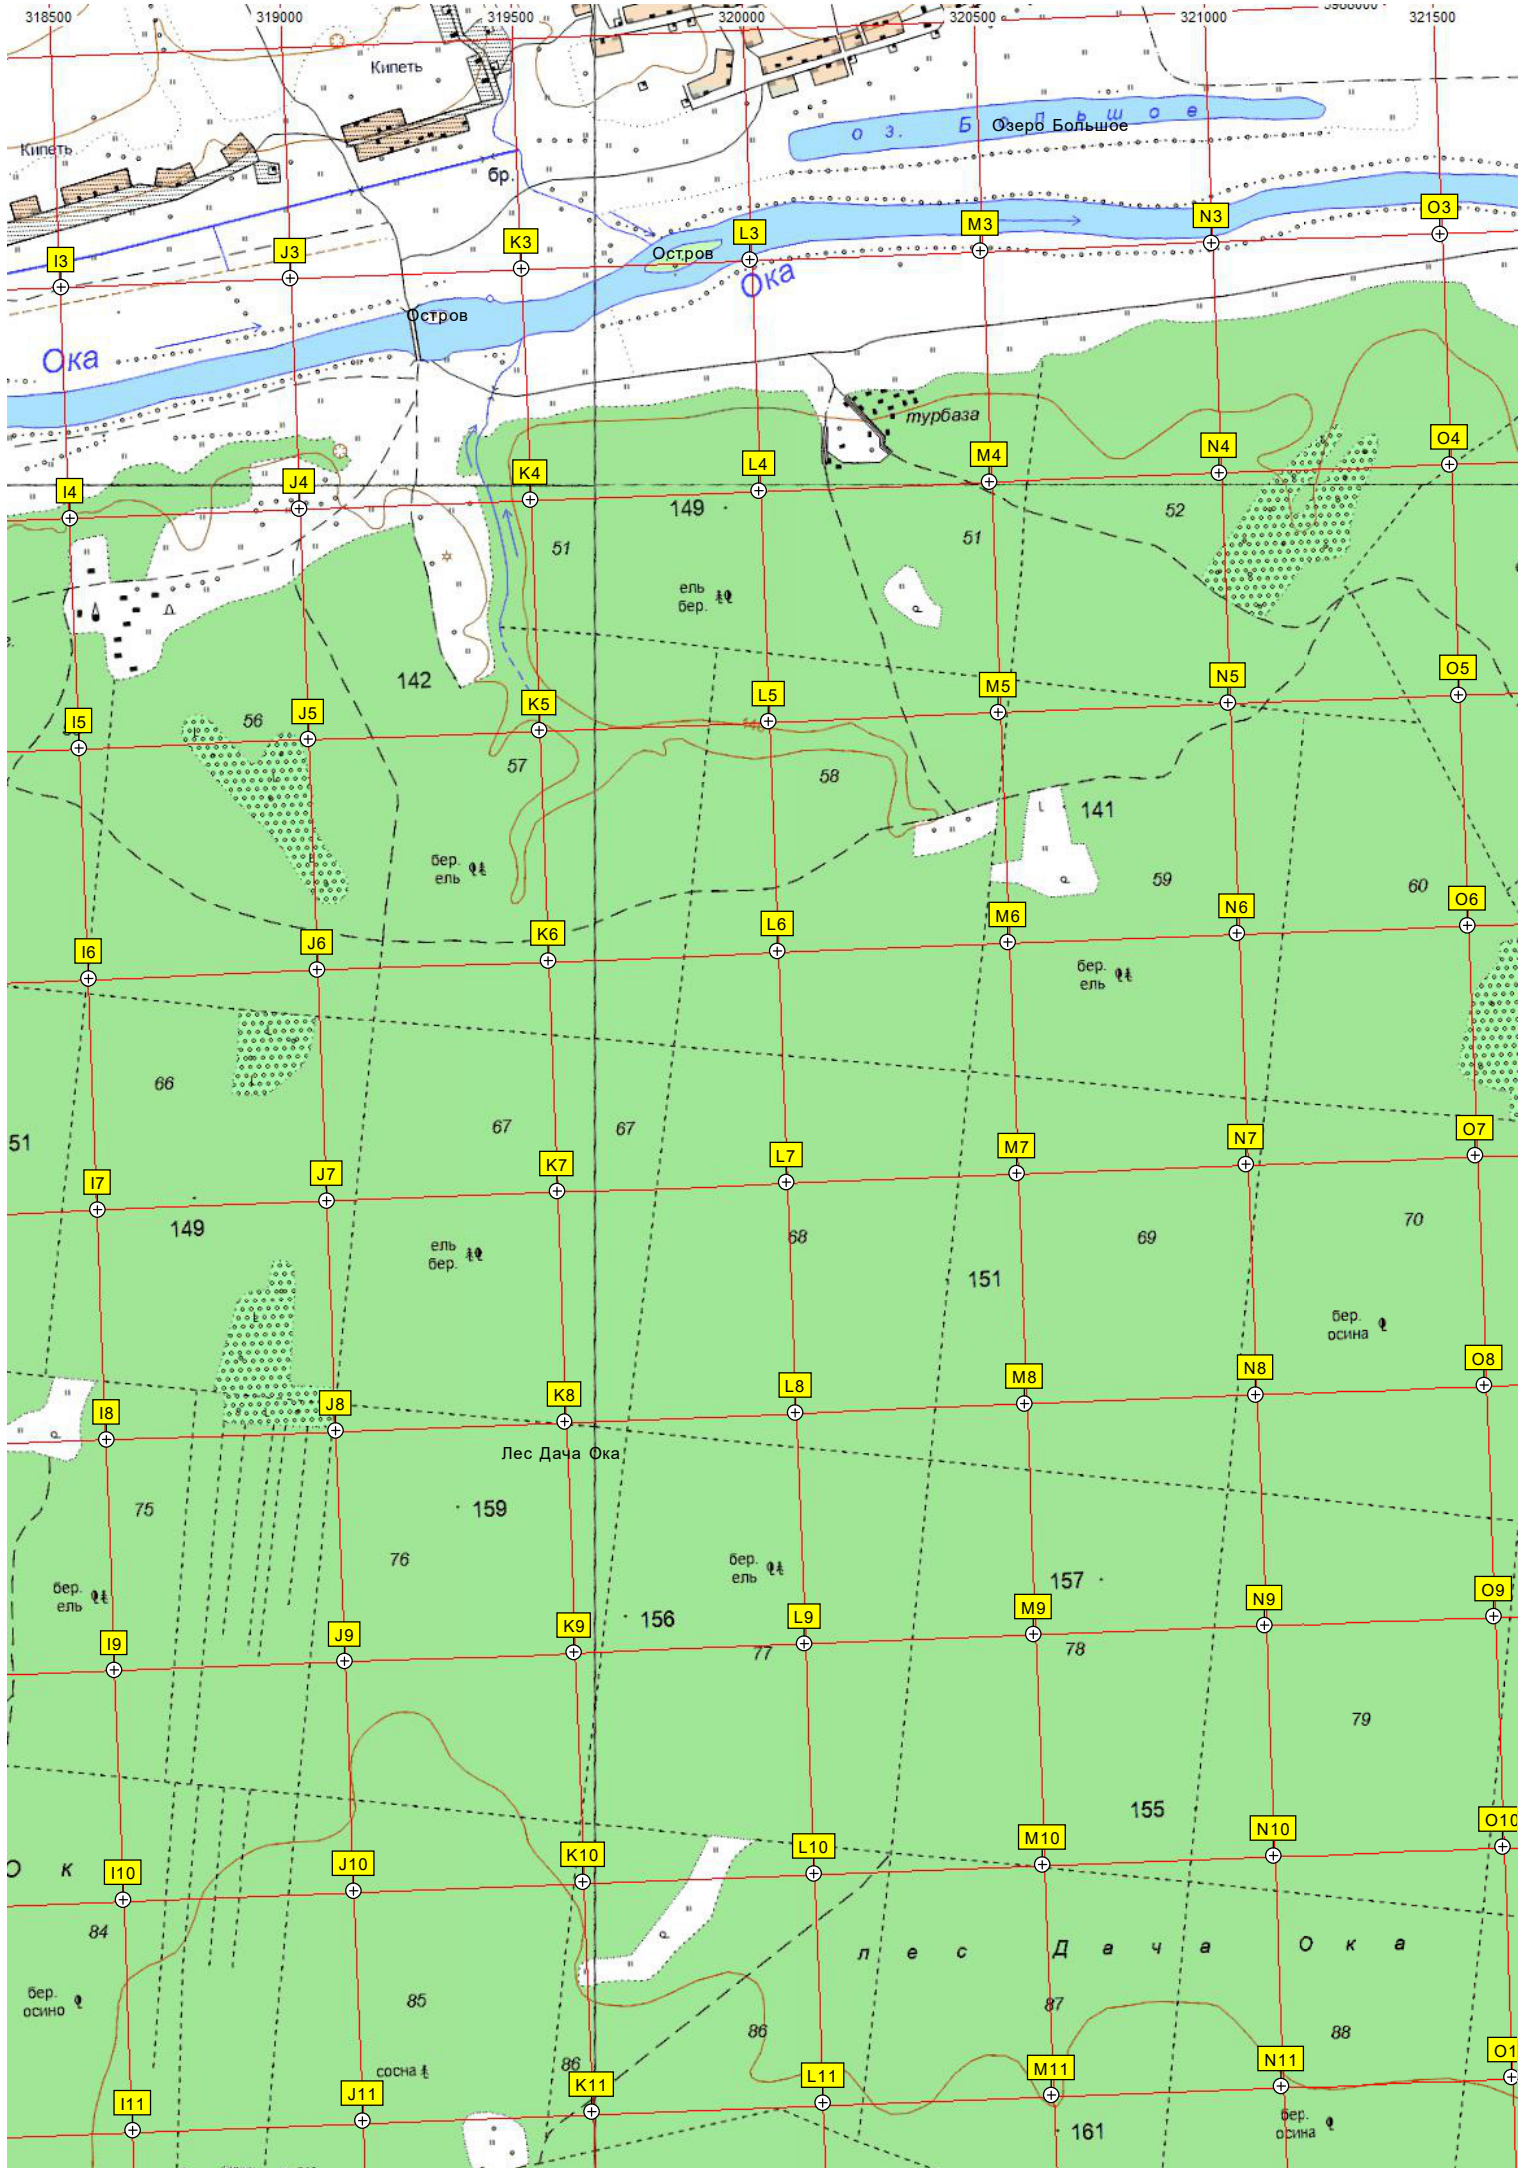 318500 319000 319500 320000 320500 321000 321500
Кипеть
оз. Большое
Озеро Большое
Кипеть
бр.
I3 J3 K3 L3 M3 N3 O3
Остров
Ока
Остров
Ока
турбаза
I4 J4 K4 L4 M4 N4 O4
149
52
51
51
ель
бер.
142
I5 J5 K5 L5 M5 N5 O5
56
57
58
141
бер.
ель
59
60
I6 J6 K6 L6 M6 N6 O6
бер.
ель
66
67
67
51
I7 J7 K7 L7 M7 N7 O7
149
68
69
70
ель
бер.
151
бер.
осина
I8 J8 K8 L8 M8 N8 O8
Лес Дача Ока
75
159
76
бер.
ель
бер.
ель
157
156
I9 J9 K9 L9 M9 N9 O9
77
78
79
155
О к
I10 J10 K10 L10 M10 N10 O10
84
лес Дача Ока
бер.
осино
85
87
86
88
86
сосна
I11 J11 K11 L11 M11 N11 O1
161
бер.
осина